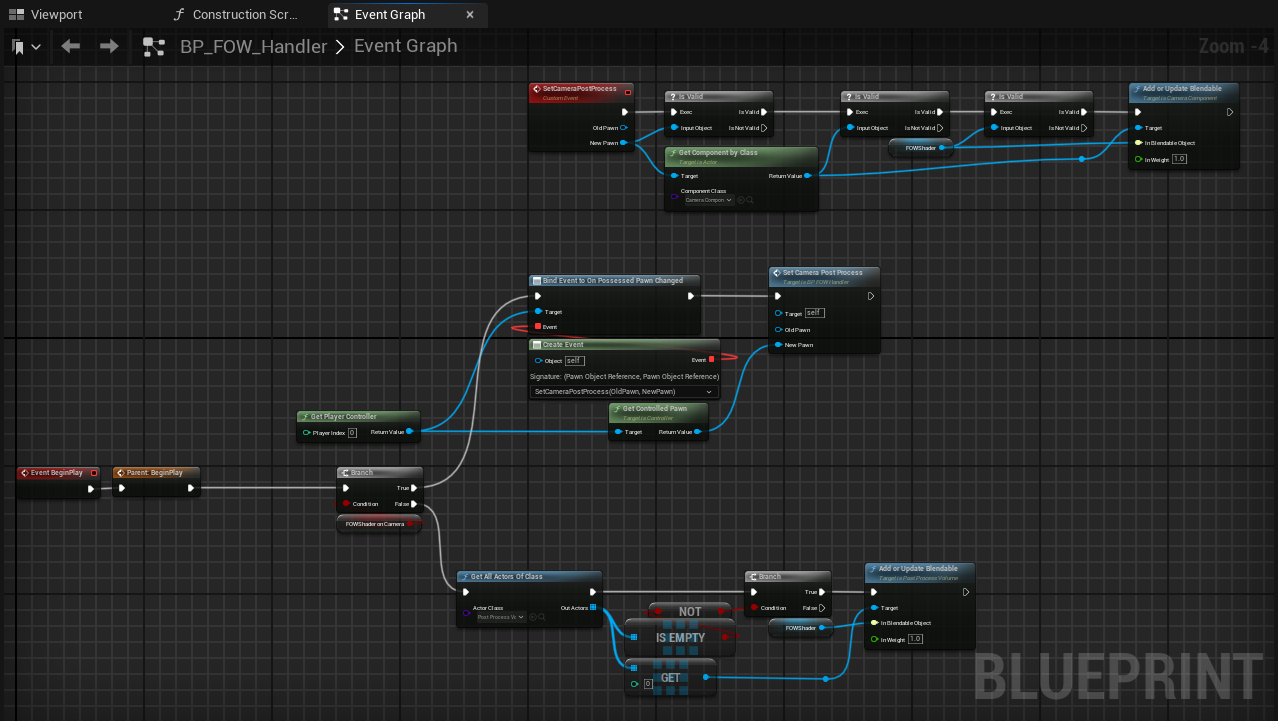 Viewport
Construction Scr...
Event Graph
BP_FOW_Handler > Event Graph
Zoom -4
SetCameraPostProcess
Custom Event
Old Pawn
New Pawn
? Is Valid
Exec
Is Valid
Input Object
Is Not Valid
Get Component by Class
Target is Actor
Target
Return Value
Component Class
Camera Compon
? Is Valid
Exec
Is Valid
Input Object
Is Not Valid
FOWShader
? Is Valid
Exec
Is Valid
Input Object
Is Not Valid
Add or Update Blendable
Target is Camera Component
Target
In Blendable Object
In Weight 1.0
Bind Event to On Possessed Pawn Changed
Target
Event
Create Event
Object self
Event
Signature: (Pawn Object Reference, Pawn Object Reference)
SetCameraPostProcess(OldPawn, NewPawn)
Set Camera Post Process
Target is BP FOW Handler
Target self
Old Pawn
New Pawn
Get Player Controller
Player Index 0
Return Value
Get Controlled Pawn
Target is Controller
Target
Return Value
Event BeginPlay
Parent: BeginPlay
Branch
True
Condition
False
FOWShader on Camera
Get All Actors Of Class
Actor Class
Out Actors
Post Process Vo
NOT
IS EMPTY
GET
0
Branch
True
Condition
False
FOWShader
Add or Update Blendable
Target is Post Process Volume
Target
In Blendable Object
In Weight 1.0
BLUEPRINT